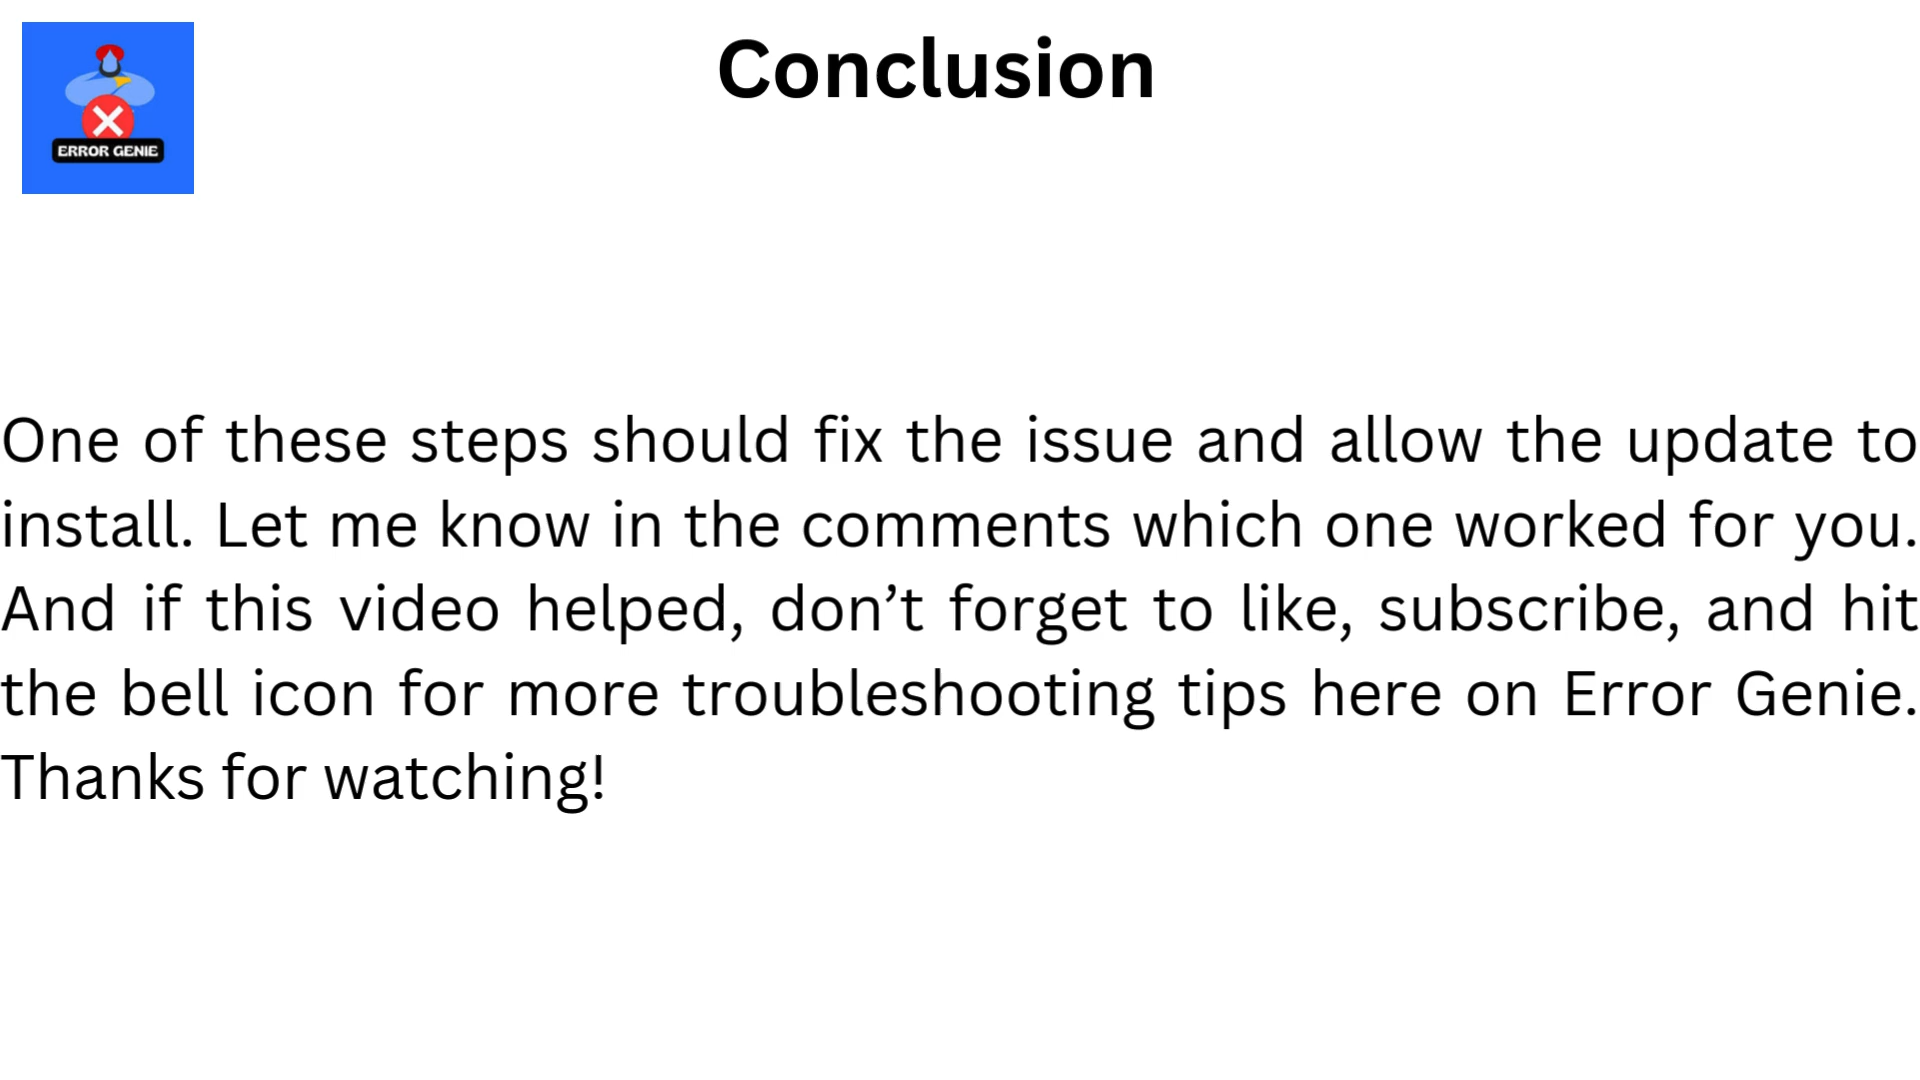 ERROR GENIE
Conclusion
One of these steps should fix the issue and allow the update to
install. Let me know in the comments which one worked for you.
And if this video helped, don’t forget to like, subscribe, and hit
the bell icon for more troubleshooting tips here on Error Genie.
Thanks for watching!